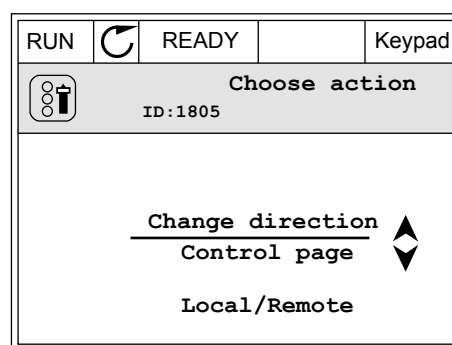 RUN READY Keypad
Choose action
ID:1805
Change direction
Control page
Local/Remote